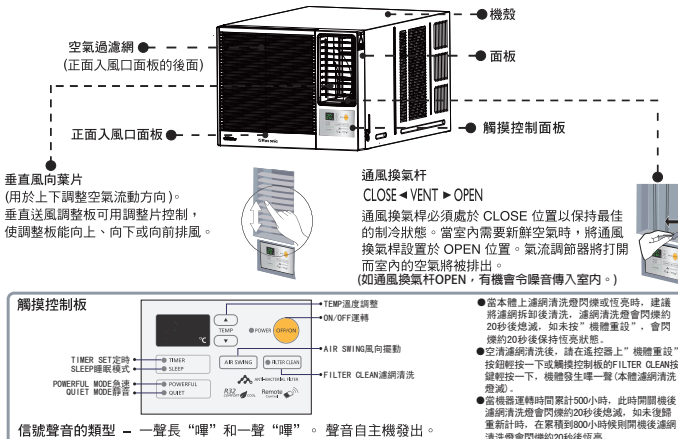 機殼
空氣過濾網
(正面入風口面板的後面)
面板
觸摸控制面板
正面入風口面板
垂直風向葉片
(用於上下調整空氣流動方向)。
垂直送風調整板可用調整片控制，
使調整板能向上、向下或向前排風。
通風換氣杆
CLOSE ◄ VENT ► OPEN
通風換氣桿必須處於 CLOSE 位置以保持最佳
的制冷狀態。當室內需要新鮮空氣時，將通風
換氣桿設置於 OPEN 位置。氣流調節器將打開
而室內的空氣將被排出。
(如通風換氣杆OPEN，有機會令噪音傳入室內。)
觸摸控制板
TIMER SET定時
SLEEP睡眠模式
POWERFUL MODE急速
QUIET MODE靜音
℃
TEMP
POWER
OFF/ON
TIMER
SLEEP
AIR SWING
FILTER CLEAN
POWERFUL
QUIET
ANTI-BACTERIAL FILTER
R32
COOL
Remote
Control
TEMP溫度調整
ON/OFF運轉
AIR SWING風向擺動
FILTER CLEAN濾網清洗
信號聲音的類型 – 一聲長“嗶”和一聲“嗶”。 聲音自主機發出。
●當本體上濾網清洗燈閃爍或恆亮時，建議
將濾網拆卸後清洗，濾網清洗燈會閃爍約
20秒後熄滅，如未按”機體重設”，會閃
爍約20秒後保持恆亮狀態。
●空清濾網清洗後，請在遙控器上”機體重設”
按鈕輕按一下或觸摸控制的FILTER CLEAN按
鍵輕按一下，機體發生嗶一聲(本體濾網清洗
燈滅)。
●當機器運轉時間累計500小時，此時開機後
濾網清洗燈會閃爍約20秒後熄滅，如未復歸
重新計時，在累積到800小時候則開機後濾網
清洗燈會閃爍約20秒後恆亮。